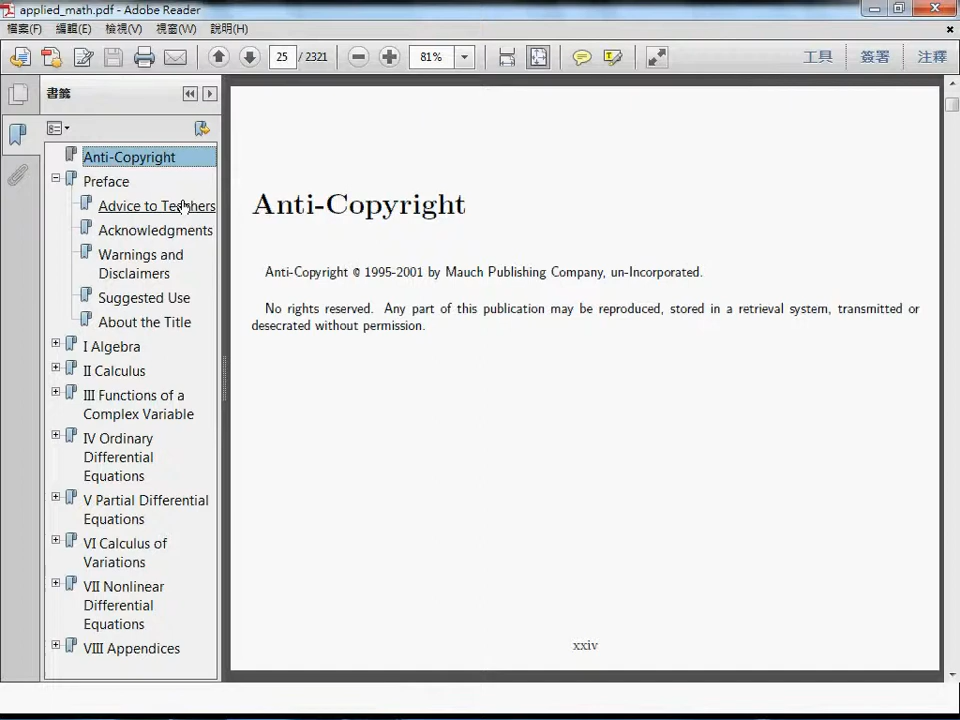 applied_math.pdf - Adobe Reader
檔案(F) 編輯(E) 檢視(V) 視窗(W) 說明(H)
25 / 2321 81% 工具 簽署 注釋
書籤
Anti-Copyright
Preface
Advice to Teachers
Acknowledgments
Warnings and
Disclaimers
Suggested Use
About the Title
I Algebra
II Calculus
III Functions of a
Complex Variable
IV Ordinary
Differential
Equations
V Partial Differential
Equations
VI Calculus of
Variations
VII Nonlinear
Differential
Equations
VIII Appendices
Anti-Copyright
Anti-Copyright @ 1995-2001 by Mauch Publishing Company, un-Incorporated.
No rights reserved. Any part of this publication may be reproduced, stored in a retrieval system, transmitted or
desecrated without permission.
xxiv